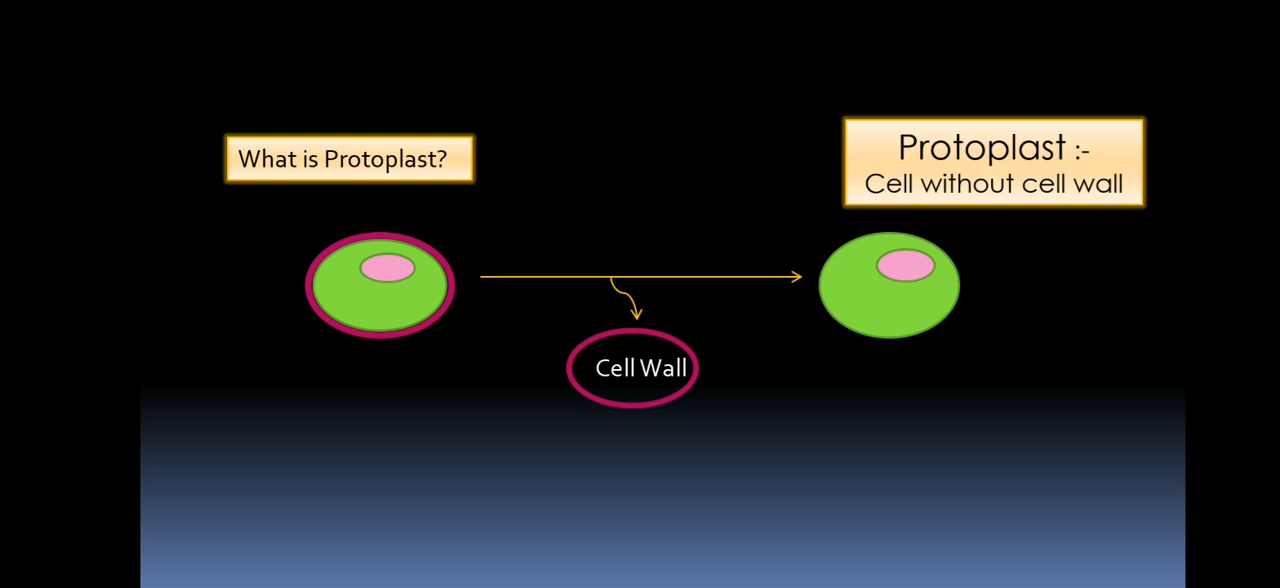 What is Protoplast?
Protoplast :-
Cell without cell wall
Cell Wall